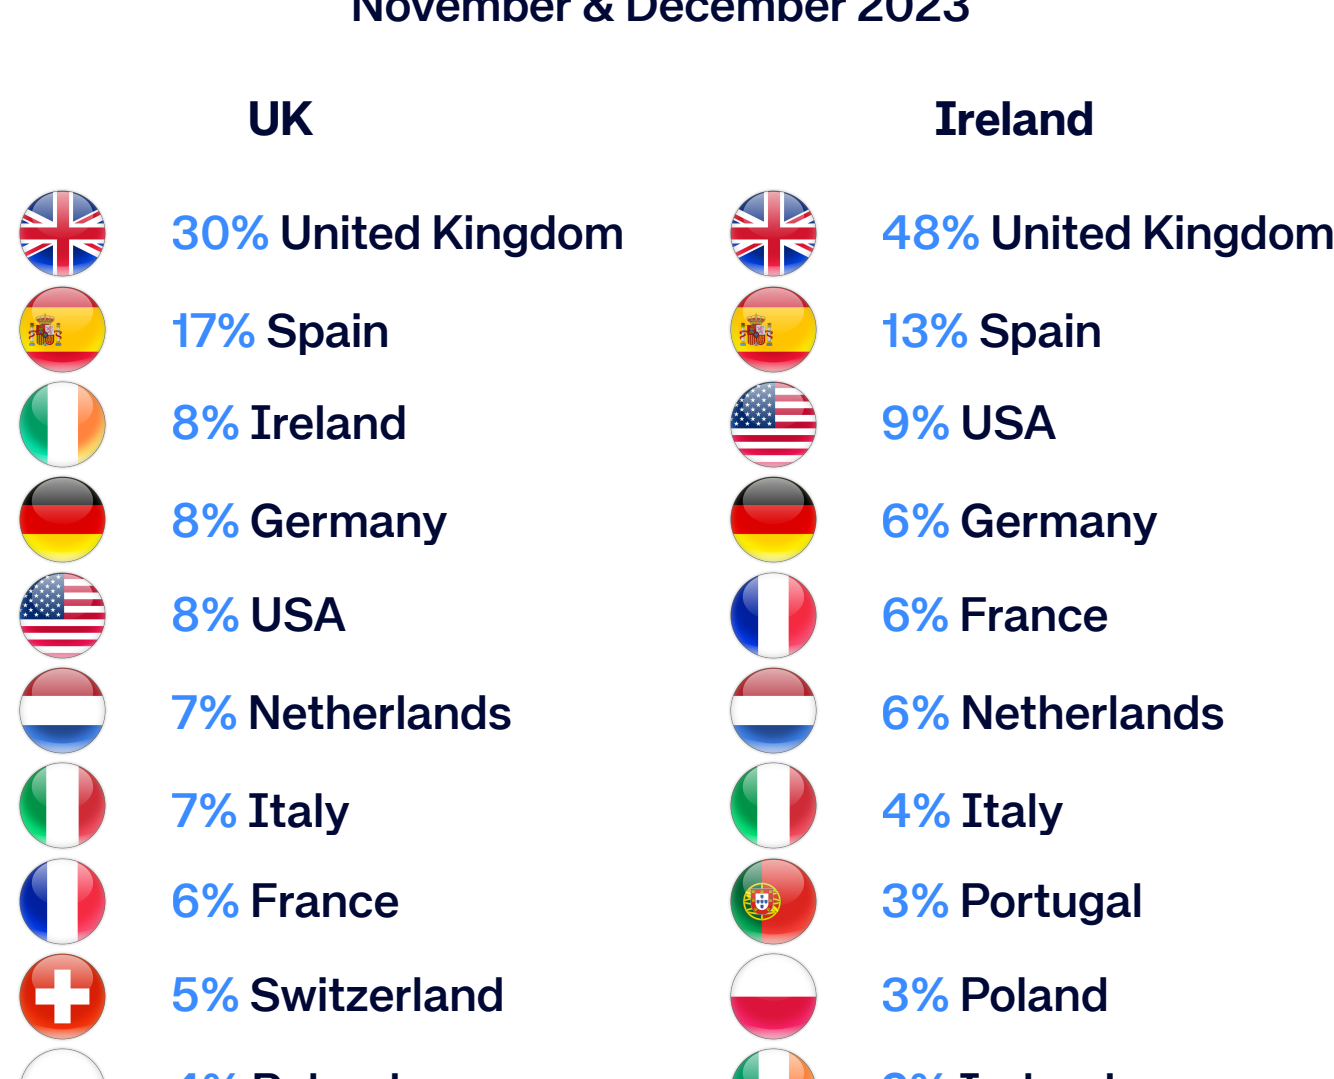 November & December 2023
UK
30% United Kingdom
17% Spain
8% Ireland
8% Germany
8% USA
7% Netherlands
7% Italy
6% France
5% Switzerland
Ireland
48% United Kingdom
13% Spain
9% USA
6% Germany
6% France
6% Netherlands
4% Italy
3% Portugal
3% Poland